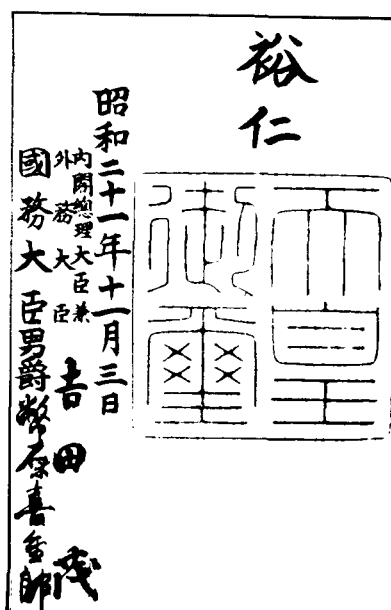 裕仁
天皇
御璽
昭和二十一年十一月三日
内閣總理大臣兼
外務大臣 吉田茂
國務大臣男爵幣原喜重郎